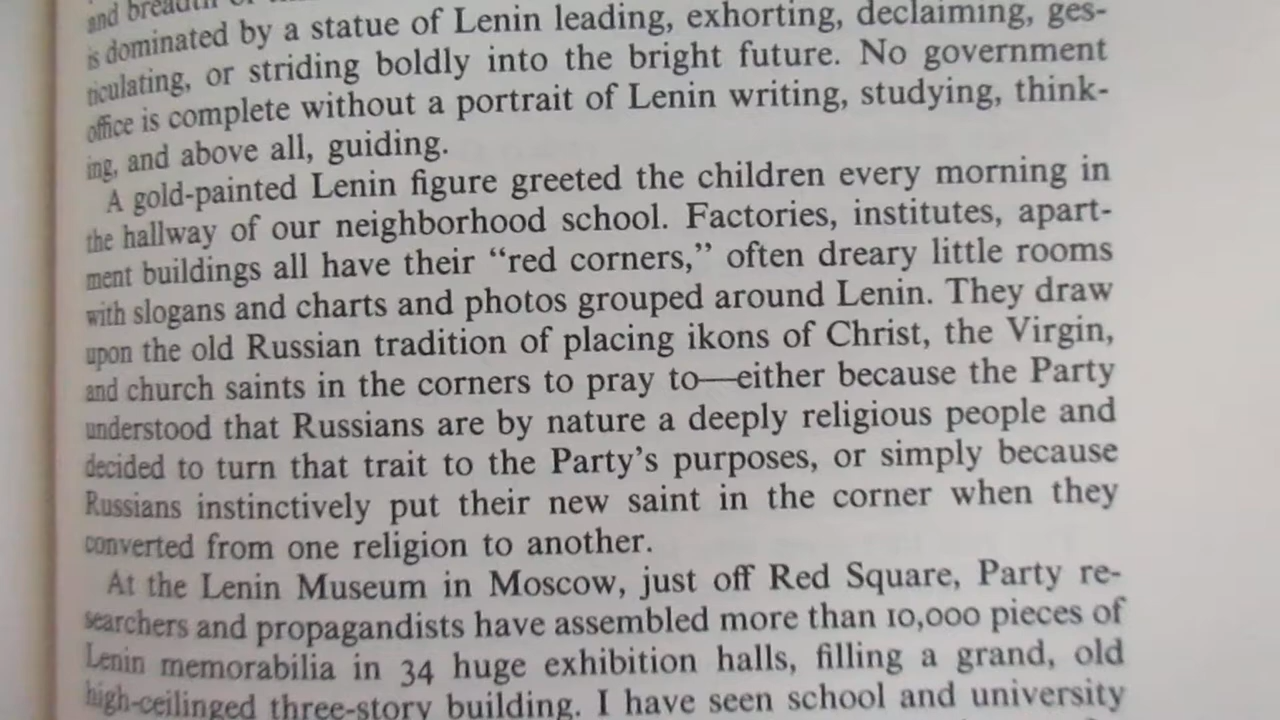 and breadth of
is dominated by a statue of Lenin leading, exhorting, declaiming, ges-
ticulating, or striding boldly into the bright future. No government
office is complete without a portrait of Lenin writing, studying, think-
ing, and above all, guiding.
A gold-painted Lenin figure greeted the children every morning in
the hallway of our neighborhood school. Factories, institutes, apart-
ment buildings all have their “red corners,” often dreary little rooms
with slogans and charts and photos grouped around Lenin. They draw
upon the old Russian tradition of placing ikons of Christ, the Virgin,
and church saints in the corners to pray to—either because the Party
understood that Russians are by nature a deeply religious people and
decided to turn that trait to the Party’s purposes, or simply because
Russians instinctively put their new saint in the corner when they
converted from one religion to another.
At the Lenin Museum in Moscow, just off Red Square, Party re-
searchers and propagandists have assembled more than 10,000 pieces of
Lenin memorabilia in 34 huge exhibition halls, filling a grand, old
high-ceilinged three-story building. I have seen school and university